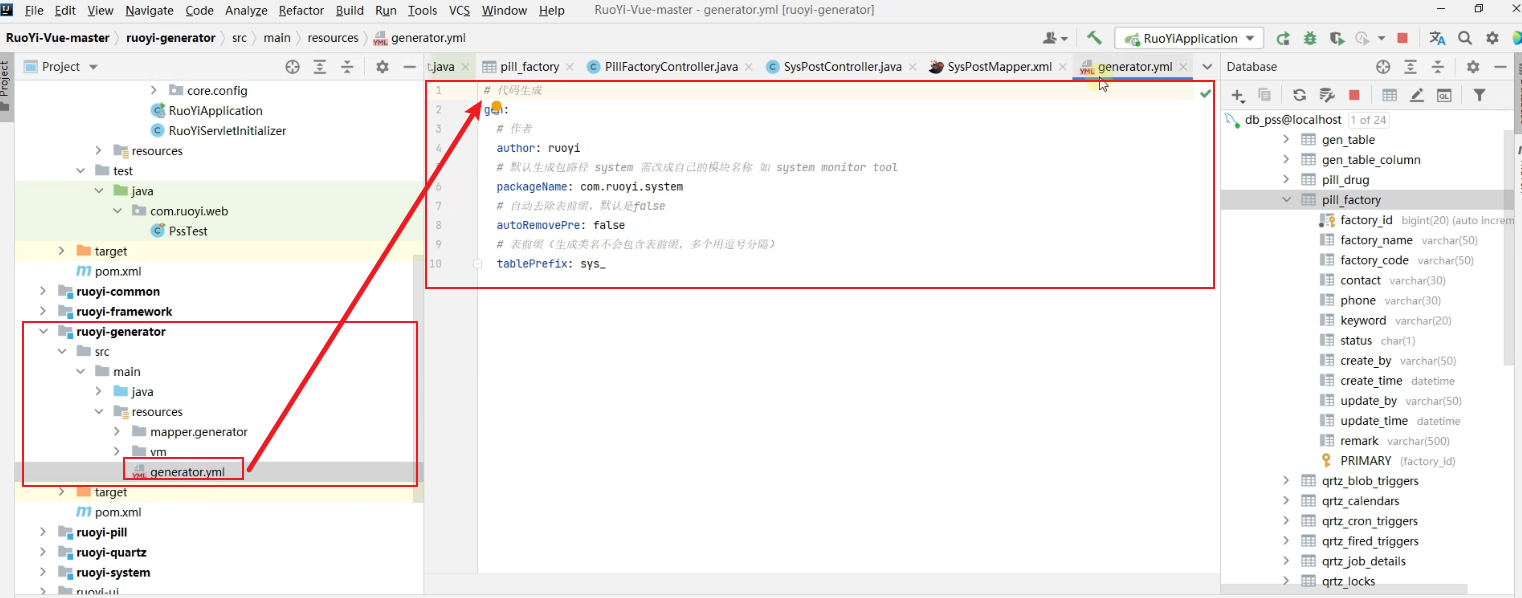 File Edit View Navigate Code Analyze Refactor Build Run Tools VCS Window Help RuoYi-Vue-master - generator.yml [ruoyi-generator]
RuoYi-Vue-master ruoyi-generator src main resources generator.yml RuoYiApplication
Project
Project
core.config
RuoYiApplication
RuoYiServletInitializer
resources
test
java
com.ruoyi.web
PssTest
target
pom.xml
ruoyi-common
ruoyi-framework
ruoyi-generator
src
main
java
resources
mapper.generator
vm
generator.yml
target
pom.xml
ruoyi-pill
ruoyi-quartz
ruoyi-system
ruoyi-ui
t.java pill_factory PillFactoryController.java SysPostController.java SysPostMapper.xml generator.yml
1 # 代码生成
2 gen:
3 # 作者
4 author: ruoyi
# 默认生成包路径 system 需改成自己的模块名称 如 system monitor tool
6 packageName: com.ruoyi.system
7 # 自动去除表前缀，默认是false
8 autoRemovePre: false
9 # 表前缀（生成类名不会包含表前缀，多个用逗号分隔）
10 tablePrefix: sys_
Database
db_pss@localhost 1 of 24
gen_table
gen_table_column
pill_drug
pill_factory
factory_id bigint(20) (auto increm
factory_name varchar(50)
factory_code varchar(50)
contact varchar(30)
phone varchar(30)
keyword varchar(20)
status char(1)
create_by varchar(50)
create_time datetime
update_by varchar(50)
update_time datetime
remark varchar(500)
PRIMARY (factory_id)
qrtz_blob_triggers
qrtz_calendars
qrtz_cron_triggers
qrtz_fired_triggers
qrtz_job_details
qrtz_locks